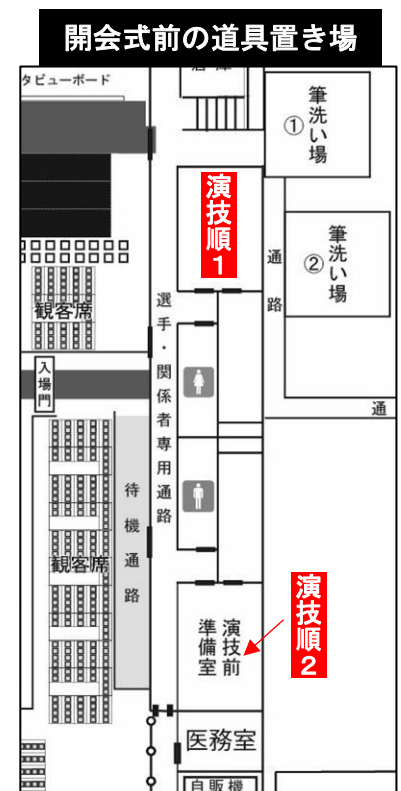 開会式前の道具置き場
タビューボード
①筆洗い場
演技順1
②筆洗い場
通路
選手・関係者専用通路
観客席
入場門
通
待機通路
観客席
演技順2
演技前
準備室
医務室
自販機